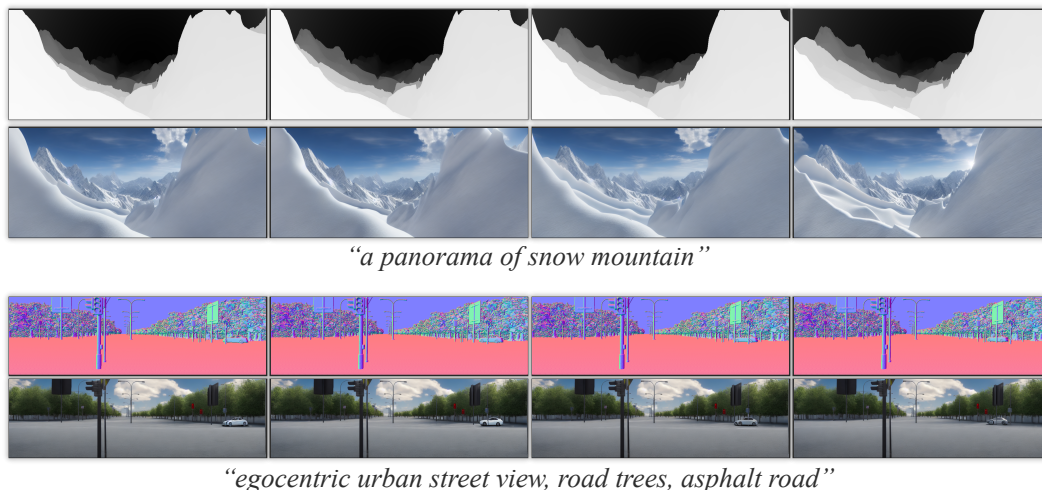 “a panorama of snow mountain”
“egocentric urban street view, road trees, asphalt road”